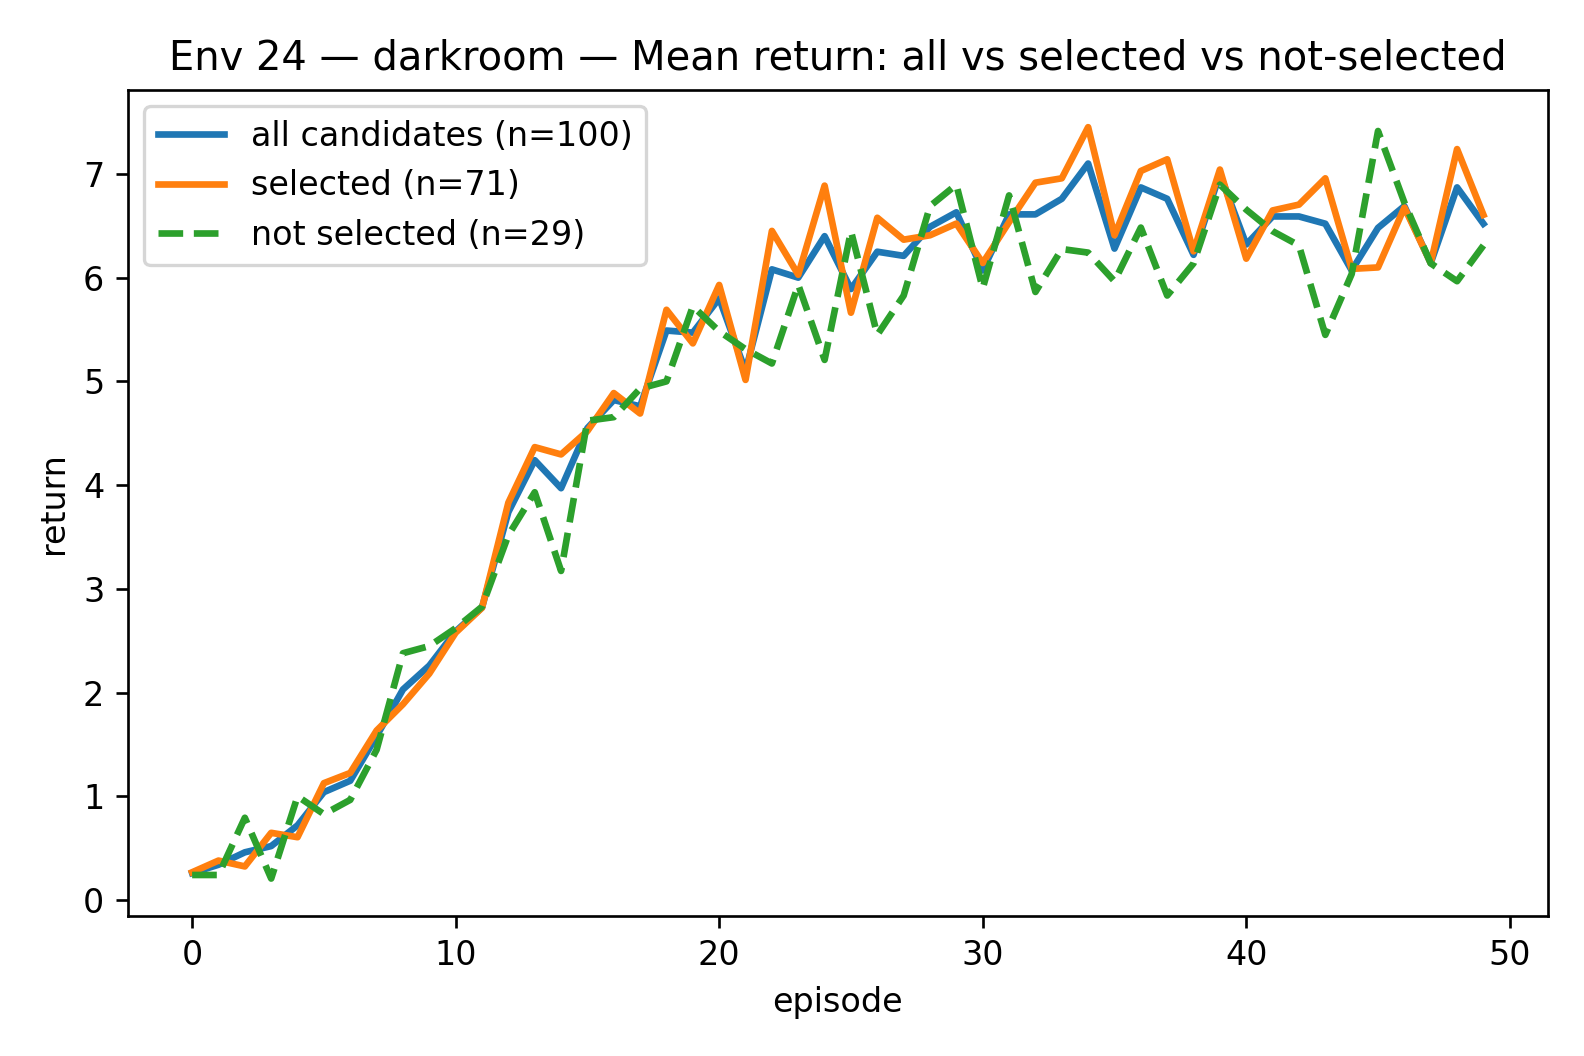 Env 24 — darkroom — Mean return: all vs selected vs not-selected
all candidates (n=100)
selected (n=71)
not selected (n=29)
return
7
6
5
4
3
2
1
0
0 10 20 30 40 50
episode